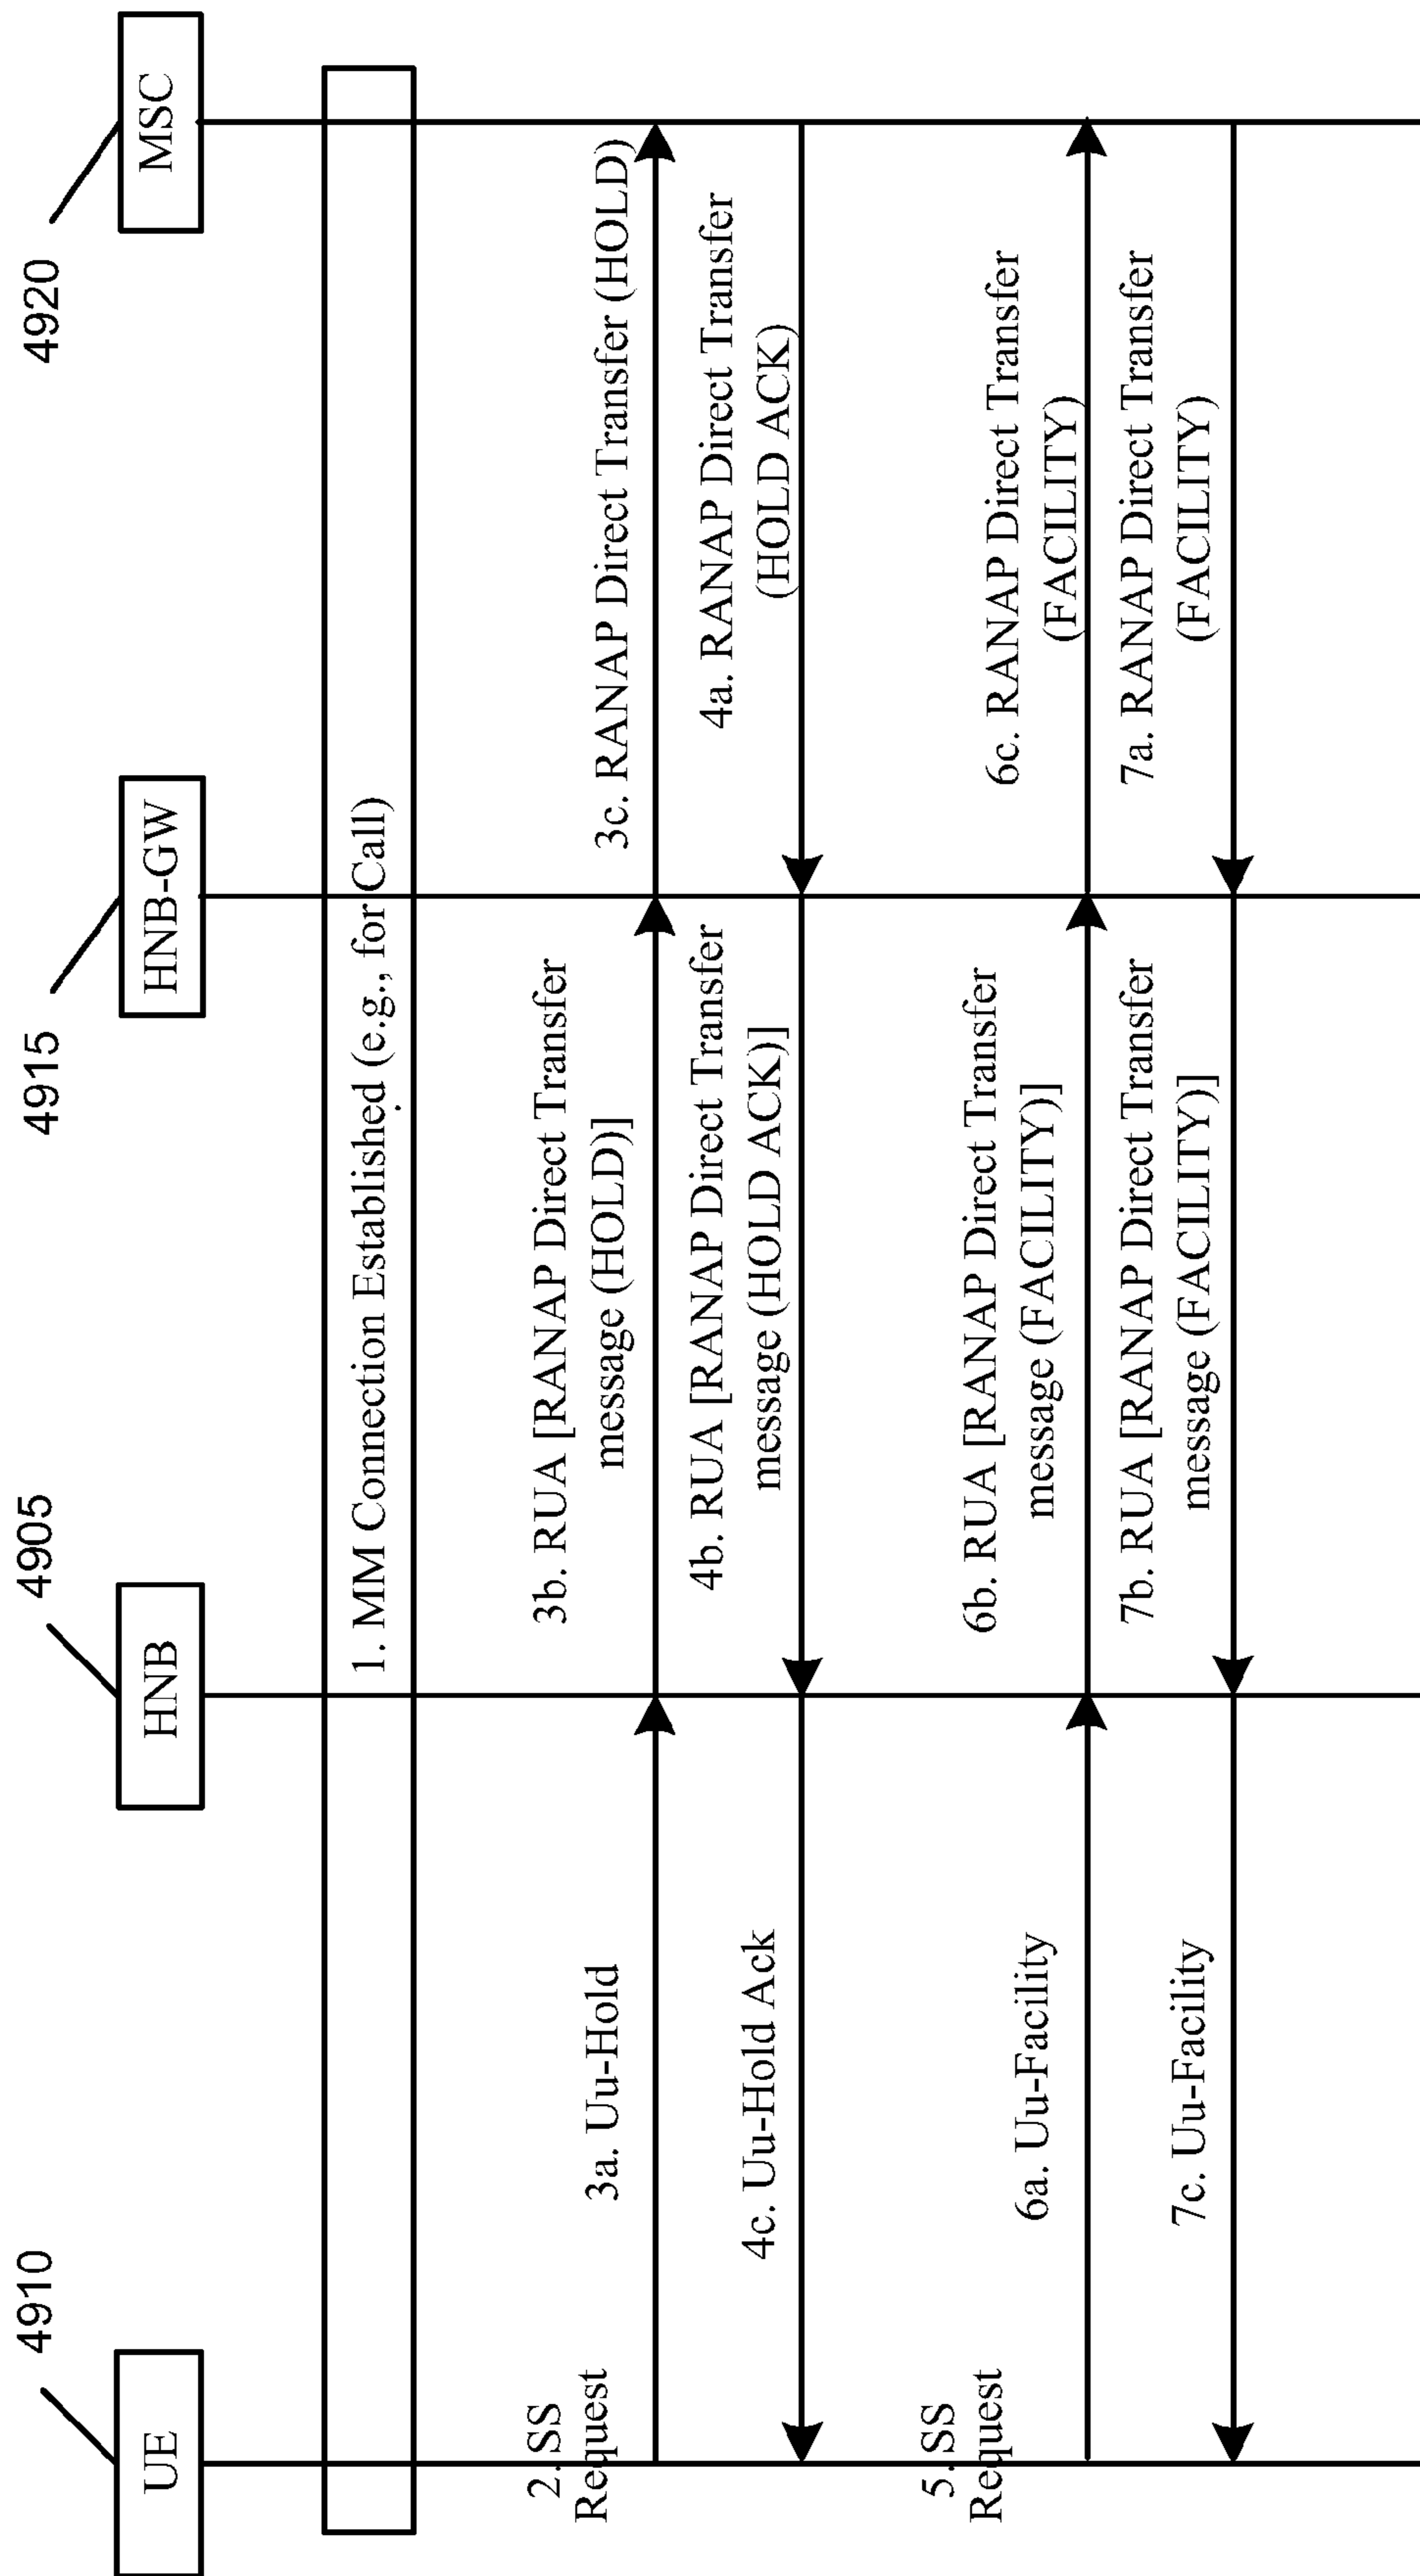 4910
4905
4915
4920
UE
HNB
HNB-GW
MSC
1. MM Connection Established (e.g., for Call)
2. SS
Request
3a. Uu-Hold
3b. RUA [RANAP Direct Transfer
message (HOLD)]
3c. RANAP Direct Transfer (HOLD)
4a. RANAP Direct Transfer
(HOLD ACK)
4b. RUA [RANAP Direct Transfer
message (HOLD ACK)]
4c. Uu-Hold Ack
5. SS
Request
6a. Uu-Facility
6b. RUA [RANAP Direct Transfer
message (FACILITY)]
6c. RANAP Direct Transfer
(FACILITY)
7a. RANAP Direct Transfer
(FACILITY)
7b. RUA [RANAP Direct Transfer
message (FACILITY)]
7c. Uu-Facility